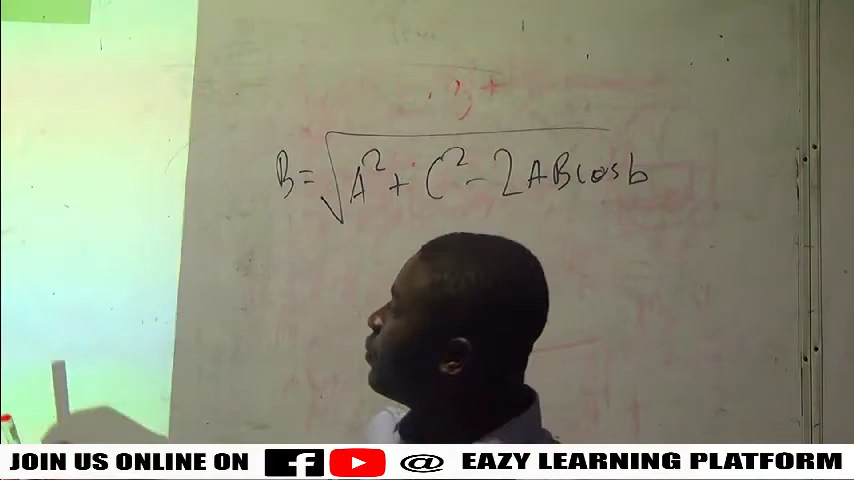 B = √A² + C² - 2ABcosb
JOIN US ONLINE ON f @ EAZY LEARNING PLATFORM